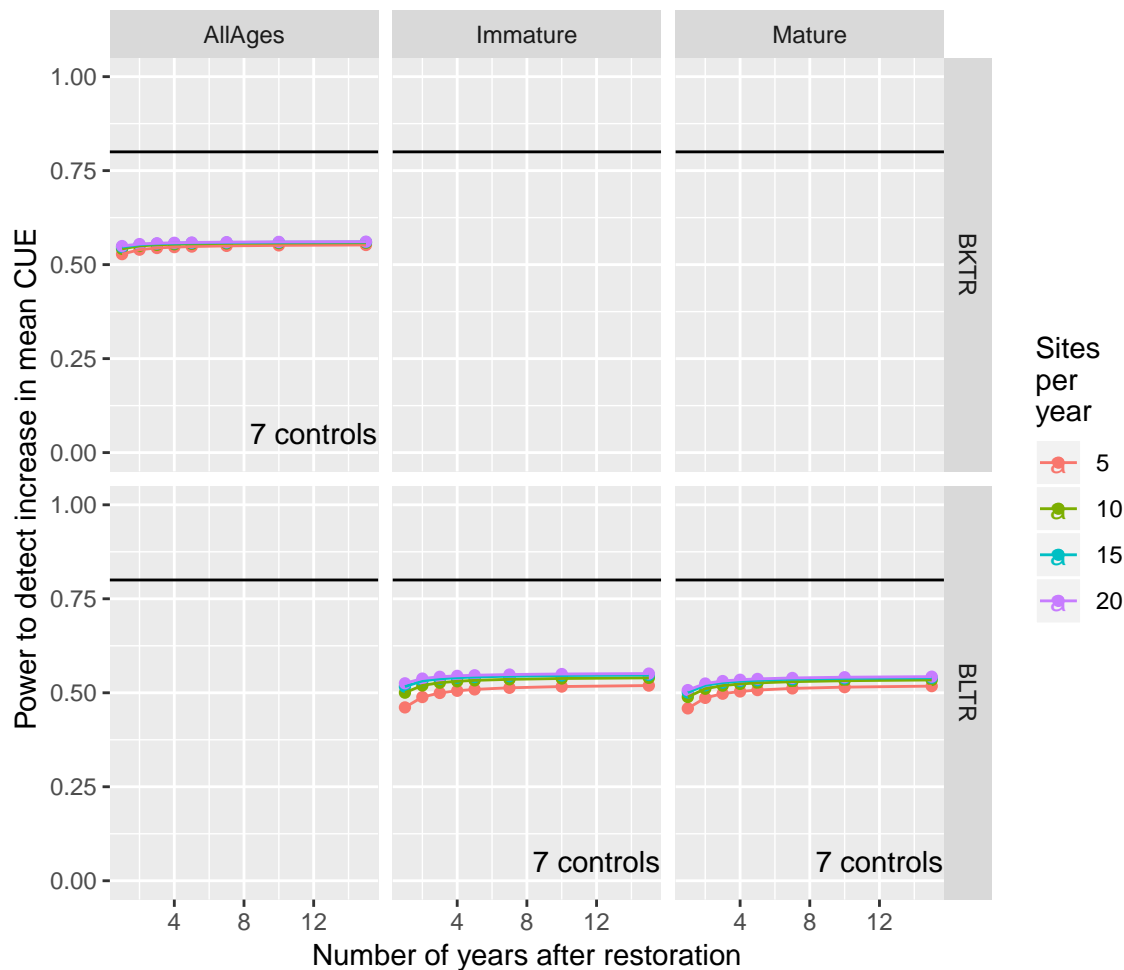 AllAges Immature Mature
1.00
0.75
0.50
0.25
0.00
7 controls
BKTR
1.00
0.75
0.50
0.25
0.00
7 controls 7 controls
BLTR
4 8 12 4 8 12 4 8 12
Number of years after restoration
Power to detect increase in mean CUE
Sites
per
year
a 5
a 10
a 15
a 20